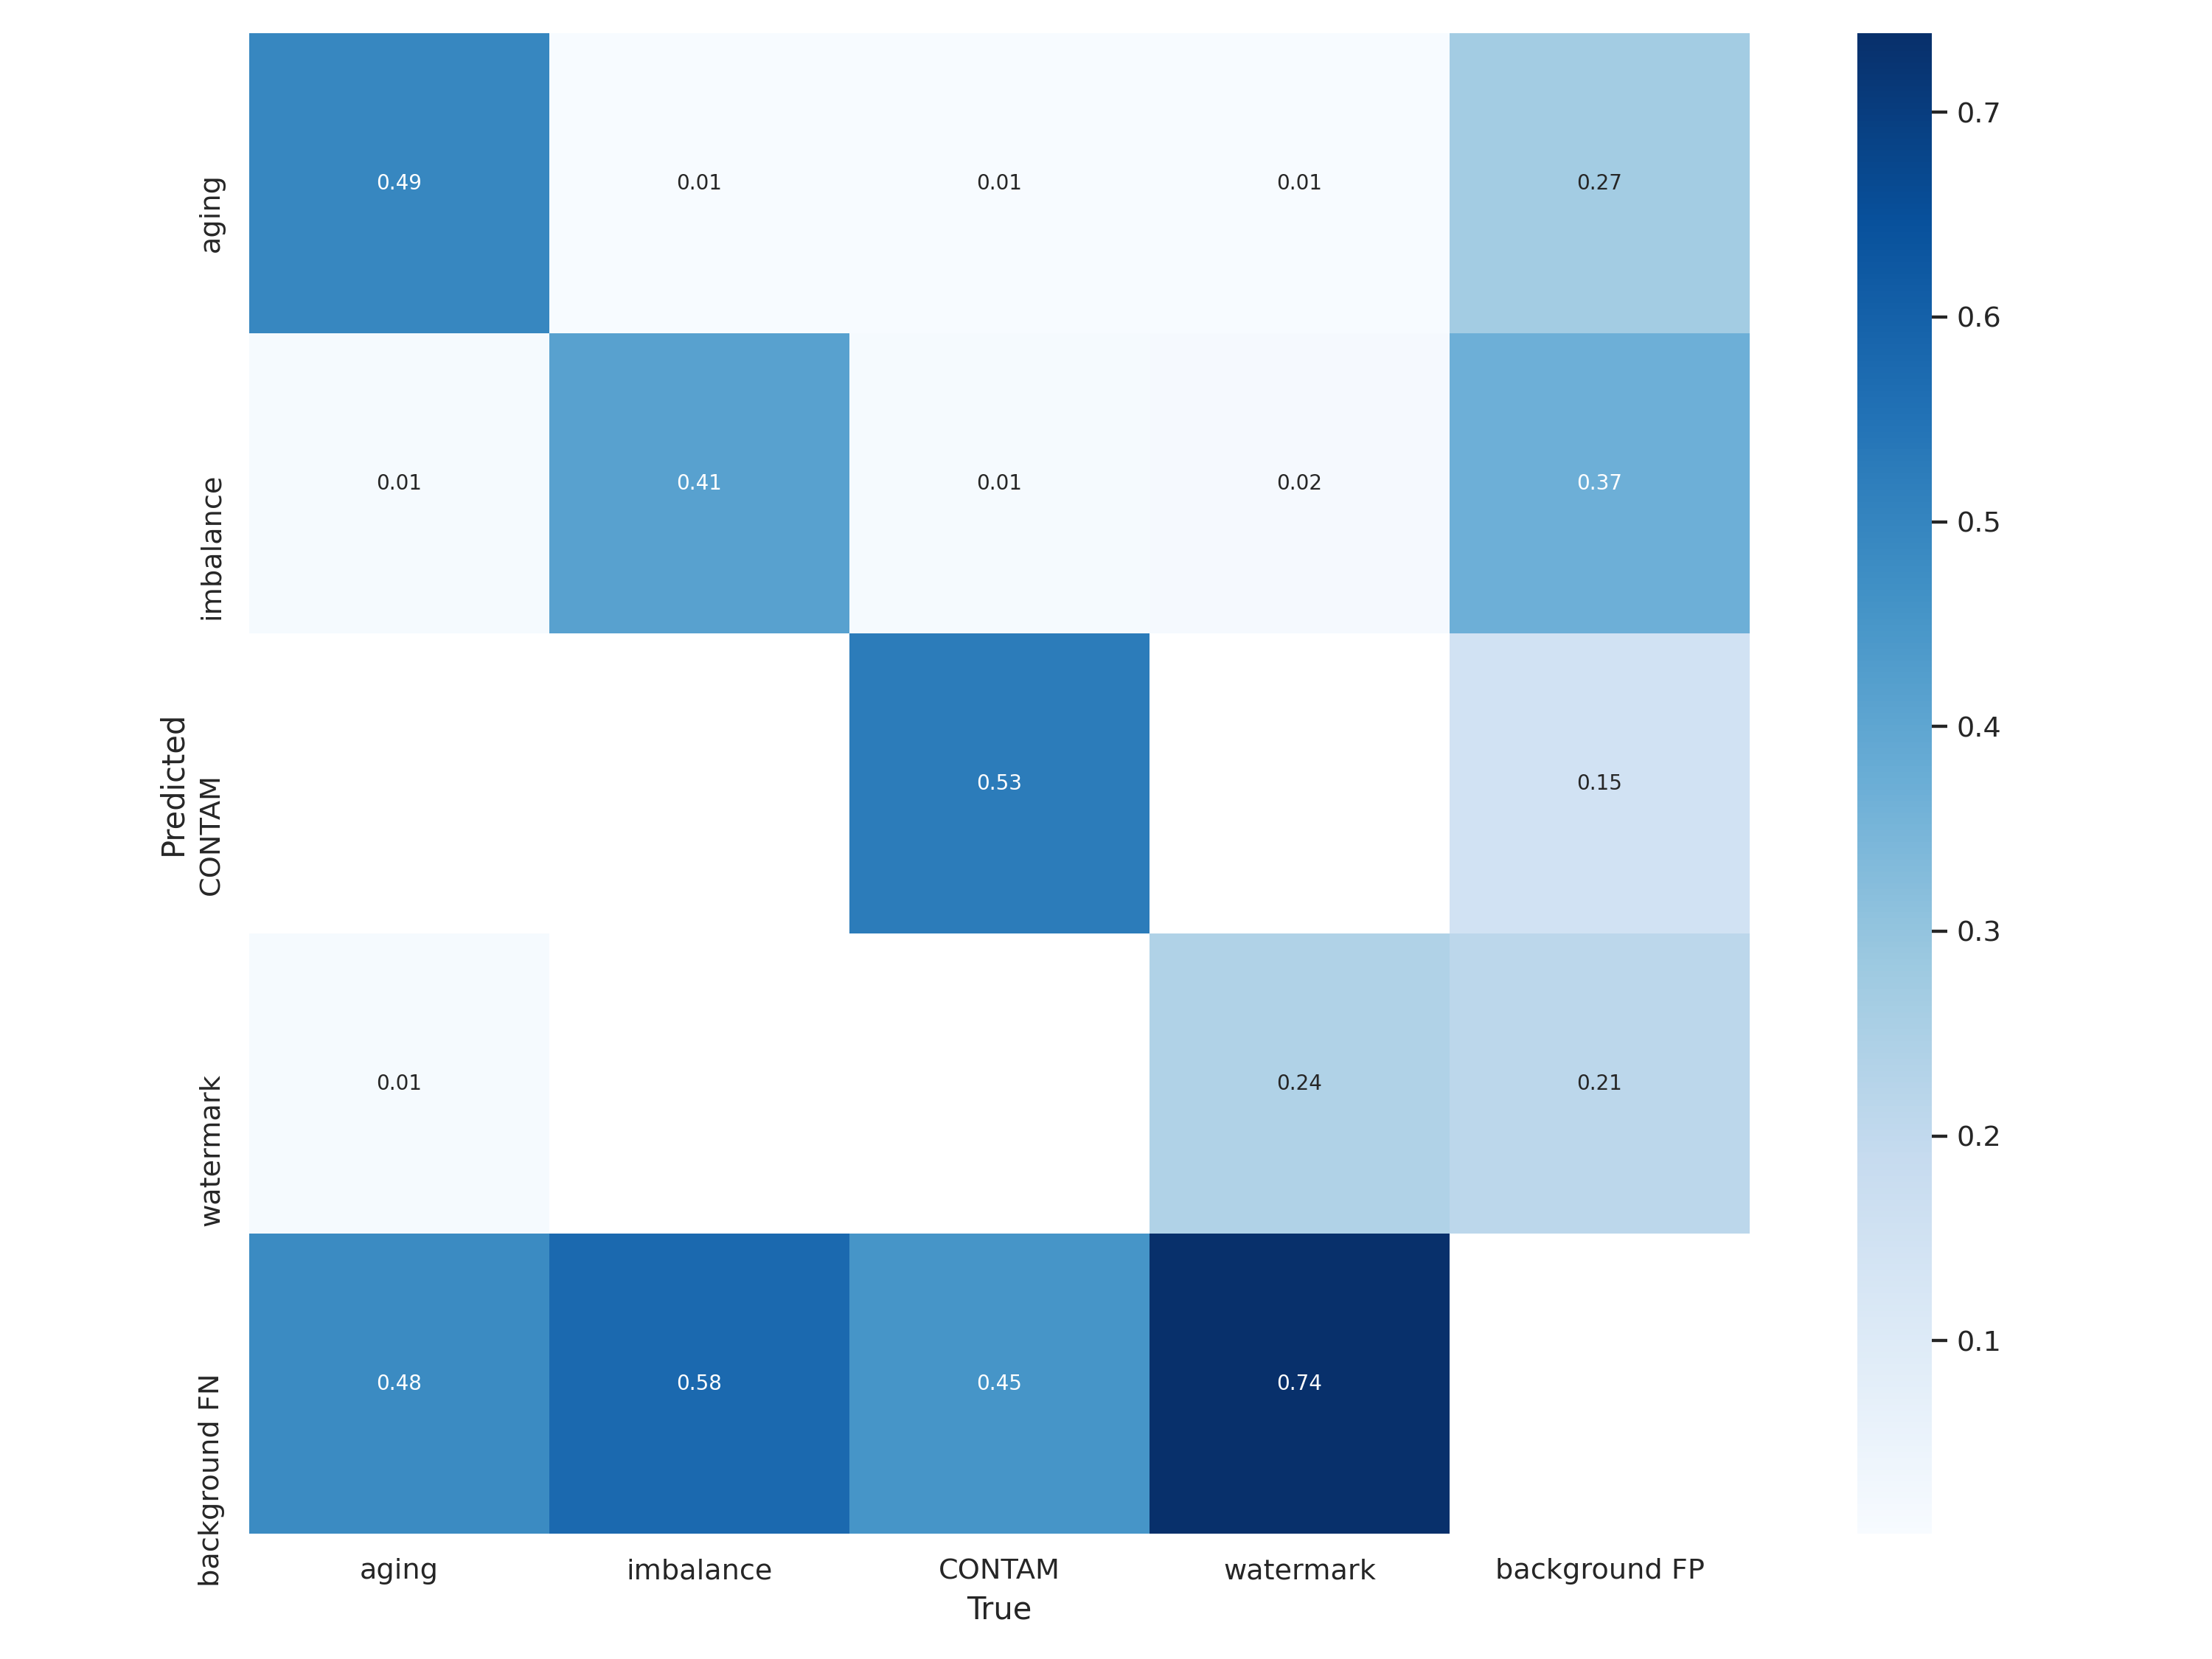 aging 0.49 0.01 0.01 0.01 0.27
imbalance 0.01 0.41 0.01 0.02 0.37
Predicted
CONTAM 0.53 0.15
watermark 0.01 0.24 0.21
background FN 0.48 0.58 0.45 0.74
aging imbalance CONTAM watermark background FP
True
0.7
0.6
0.5
0.4
0.3
0.2
0.1